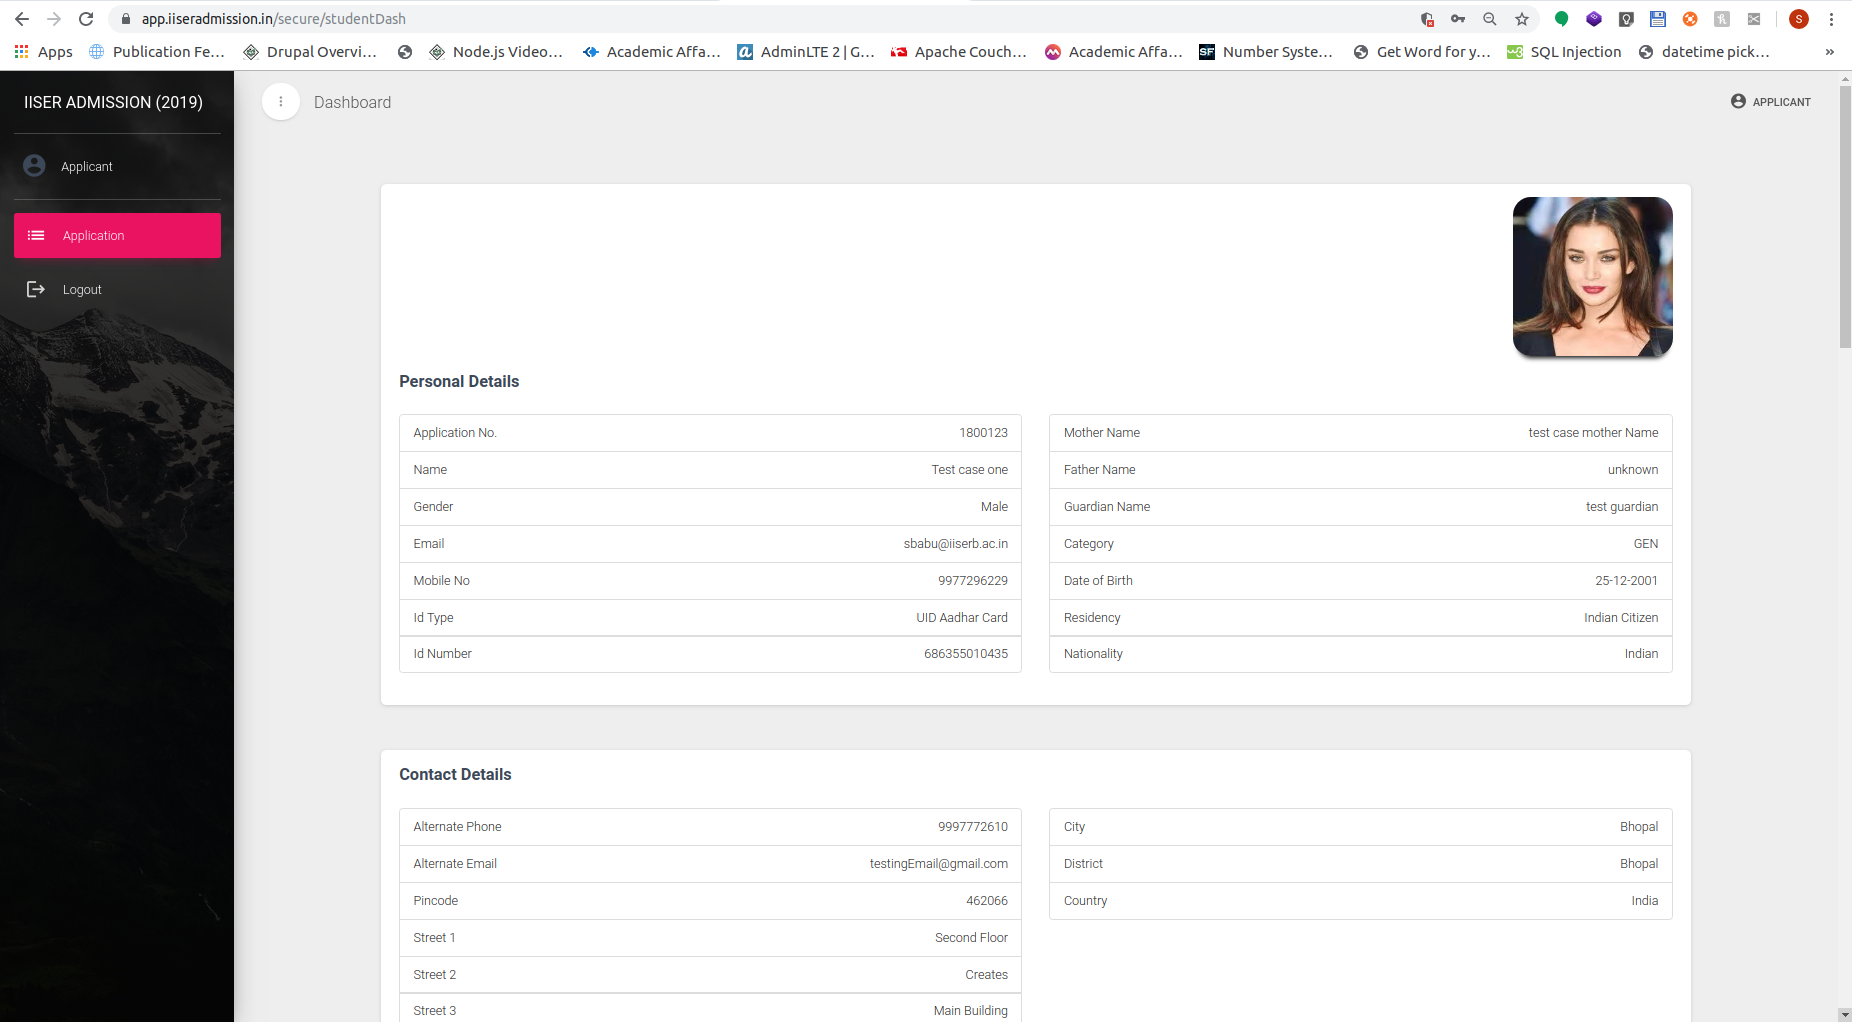 app.iiseradmission.in/secure/studentDash
Apps Publication Fe... Drupal Overvi... Node.js Video... Academic Affa... AdminLTE 2 | G... Apache Couch... Academic Affa... Number Syste... Get Word for y... SQL Injection datetime pick... »
IISER ADMISSION (2019)
Dashboard
APPLICANT
Applicant
Application
Logout
Personal Details
Application No. 1800123
Name Test case one
Gender Male
Email sbabu@iiserb.ac.in
Mobile No 9977296229
Id Type UID Aadhar Card
Id Number 686355010435
Mother Name test case mother Name
Father Name unknown
Guardian Name test guardian
Category GEN
Date of Birth 25-12-2001
Residency Indian Citizen
Nationality Indian
Contact Details
Alternate Phone 9997772610
Alternate Email testingEmail@gmail.com
Pincode 462066
Street 1 Second Floor
Street 2 Creates
Street 3 Main Building
City Bhopal
District Bhopal
Country India